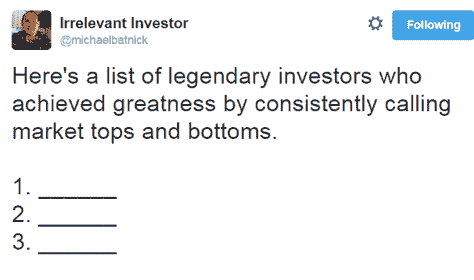 Irrelevant Investor
@michaelbatnick
Following
Here's a list of legendary investors who
achieved greatness by consistently calling
market tops and bottoms.
1. ______
2. ______
3. ______